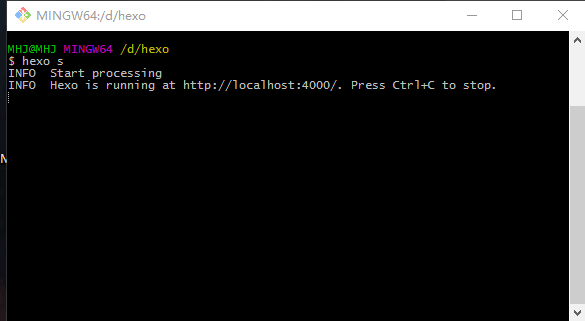 MINGW64:/d/hexo
MHJ@MHJ MINGW64 /d/hexo
$ hexo s
INFO  Start processing
INFO  Hexo is running at http://localhost:4000/. Press Ctrl+C to stop.